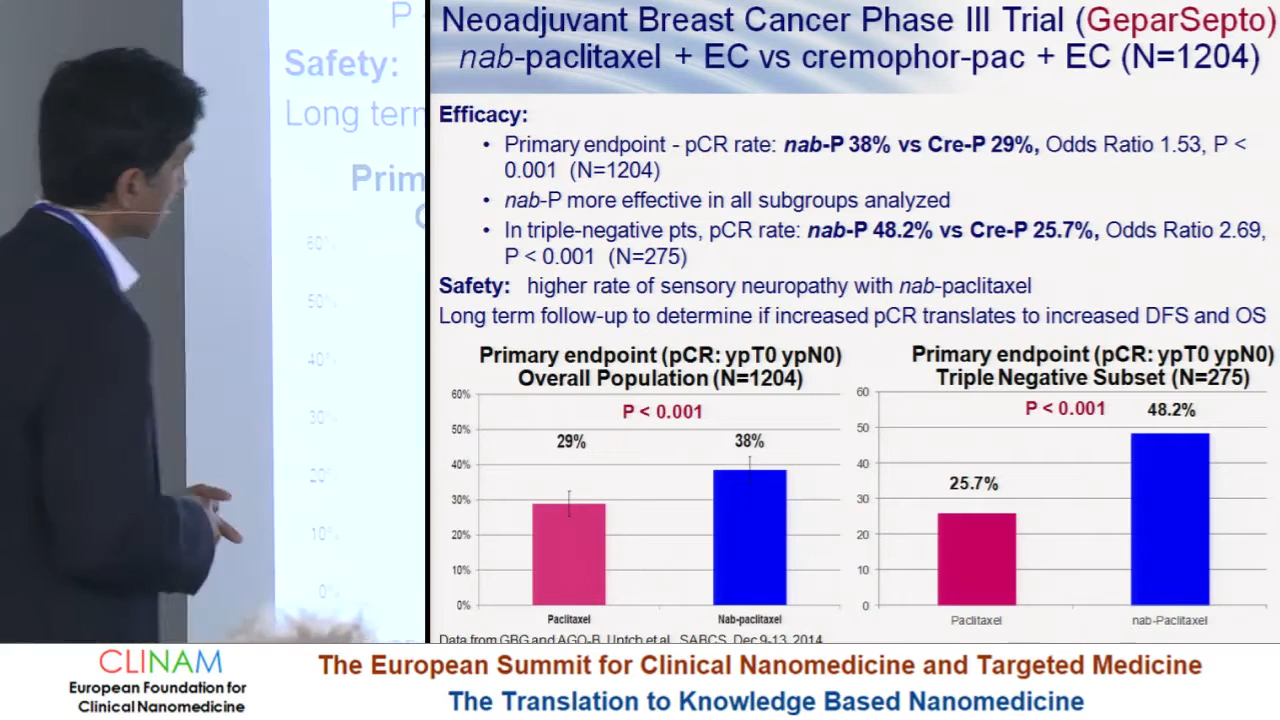 P
Safety:
Long term
Prim
60%
50%
40%
30%
20%
10%
0%
Neoadjuvant Breast Cancer Phase III Trial (GeparSepto)
nab-paclitaxel + EC vs cremophor-pac + EC (N=1204)
Efficacy:
• Primary endpoint - pCR rate: nab-P 38% vs Cre-P 29%, Odds Ratio 1.53, P <
0.001 (N=1204)
• nab-P more effective in all subgroups analyzed
• In triple-negative pts, pCR rate: nab-P 48.2% vs Cre-P 25.7%, Odds Ratio 2.69,
P < 0.001 (N=275)
Safety: higher rate of sensory neuropathy with nab-paclitaxel
Long term follow-up to determine if increased pCR translates to increased DFS and OS
Primary endpoint (pCR: ypT0 ypN0)
Overall Population (N=1204)
60%
50%
40%
30%
20%
10%
0%
P < 0.001
29%
38%
Paclitaxel
Nab-paclitaxel
Primary endpoint (pCR: ypT0 ypN0)
Triple Negative Subset (N=275)
60
50
40
30
20
10
0
P < 0.001
48.2%
25.7%
Paclitaxel
nab-Paclitaxel
Data from GBG and AGO-B, Untch et al., SABCS, Dec 9-13, 2014
CLINAM
European Foundation for
Clinical Nanomedicine
The European Summit for Clinical Nanomedicine and Targeted Medicine
The Translation to Knowledge Based Nanomedicine